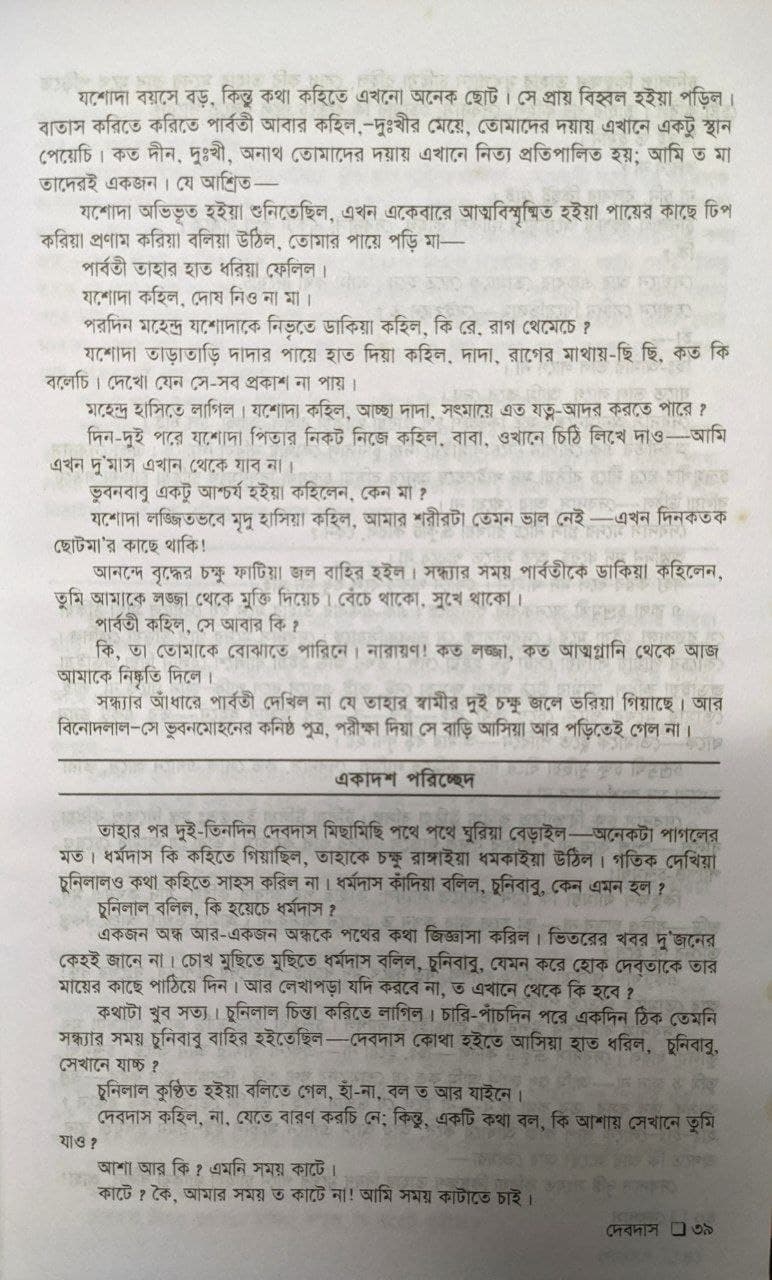 যশোদা বয়সে বড়, কিন্তু কথা কহিতে এখনো অনেক ছোট। সে প্রায় বিহ্বল হইয়া পড়িল।
বাতাস করিতে করিতে পার্বতী আবার কহিল,–দুঃখীর মেয়ে, তোমাদের দয়ায় এখানে একটু স্থান
পেয়েচি। কত দীন, দুঃখী, অনাথ তোমাদের দয়ায় এখানে নিত্য প্রতিপালিত হয়; আমি ত মা
তাদেরই একজন। যে আশ্রিত—
যশোদা অভিভূত হইয়া শুনিতেছিল, এখন একেবারে আত্মবিস্মৃত হইয়া পায়ের কাছে ঢিপ
করিয়া প্রণাম করিয়া বলিয়া উঠিল, তোমার পায়ে পড়ি মা—
পার্বতী তাহার হাত ধরিয়া ফেলিল।
যশোদা কহিল, দোষ নিও না মা।
পরদিন মহেন্দ্র যশোদাকে নিভৃতে ডাকিয়া কহিল, কি রে, রাগ থেমেচে ?
যশোদা তাড়াতাড়ি দাদার পায়ে হাত দিয়া কহিল, দাদা, রাগের মাথায়-ছি ছি, কত কি
বলেচি। দেখো যেন সে-সব প্রকাশ না পায়।
মহেন্দ্র হাসিতে লাগিল। যশোদা কহিল, আচ্ছা দাদা, সৎমায়ে এত যত্ন-আদর করতে পারে ?
দিন-দুই পরে যশোদা পিতার নিকট নিজে কহিল, বাবা, ওখানে চিঠি লিখে দাও—আমি
এখন দু'মাস এখান থেকে যাব না।
ভুবনবাবু একটু আশ্চর্য হইয়া কহিলেন, কেন মা ?
যশোদা লজ্জিতভবে মৃদু হাসিয়া কহিল, আমার শরীরটা তেমন ভাল নেই —এখন দিনকতক
ছোটমা'র কাছে থাকি!
আনন্দে বৃদ্ধের চক্ষু ফাটিয়া জল বাহির হইল। সন্ধ্যার সময় পার্বতীকে ডাকিয়া কহিলেন,
তুমি আমাকে লজ্জা থেকে মুক্তি দিয়েচ। বেঁচে থাকো, সুখে থাকো।
পার্বতী কহিল, সে আবার কি ?
কি, তা তোমাকে বোঝাতে পারিনে। নারায়ণ! কত লজ্জা, কত আত্মগ্লানি থেকে আজ
আমাকে নিষ্কৃতি দিলে।
সন্ধ্যার আঁধারে পার্বতী দেখিল না যে তাহার স্বামীর দুই চক্ষু জলে ভরিয়া গিয়াছে। আর
বিনোদলাল–সে ভুবনমোহনের কনিষ্ঠ পুত্র, পরীক্ষা দিয়া সে বাড়ি আসিয়া আর পড়িতেই গেল না।
একাদশ পরিচ্ছেদ
তাহার পর দুই-তিনদিন দেবদাস মিছামিছি পথে পথে ঘুরিয়া বেড়াইল—অনেকটা পাগলের
মত। ধর্মদাস কি কহিতে গিয়াছিল, তাহাকে চক্ষু রাঙ্গাইয়া ধমকাইয়া উঠিল। গতিক দেখিয়া
চুনিলালও কথা কহিতে সাহস করিল না। ধর্মদাস কাঁদিয়া বলিল, চুনিবাবু, কেন এমন হল ?
চুনিলাল বলিল, কি হয়েচে ধর্মদাস ?
একজন অন্ধ আর-একজন অন্ধকে পথের কথা জিজ্ঞাসা করিল। ভিতরের খবর দু'জনের
কেহই জানে না। চোখ মুছিতে মুছিতে ধর্মদাস বলিল, চুনিবাবু, যেমন করে হোক দেব্‌তাকে তার
মায়ের কাছে পাঠিয়ে দিন। আর লেখাপড়া যদি করবে না, ত এখানে থেকে কি হবে ?
কথাটা খুব সত্য। চুনিলাল চিন্তা করিতে লাগিল। চারি-পাঁচদিন পরে একদিন ঠিক তেমনি
সন্ধ্যার সময় চুনিবাবু বাহির হইতেছিল—দেবদাস কোথা হইতে আসিয়া হাত ধরিল, চুনিবাবু,
সেখানে যাচ্চ ?
চুনিলাল কুণ্ঠিত হইয়া বলিতে গেল, হাঁ-না, বল ত আর যাইনে।
দেবদাস কহিল, না, যেতে বারণ করচি নে; কিন্তু, একটি কথা বল, কি আশায় সেখানে তুমি
যাও ?
আশা আর কি ? এমনি সময় কাটে।
কাটে ? কৈ, আমার সময় ত কাটে না! আমি সময় কাটাতে চাই।
দেবদাস ❑ ৩৯